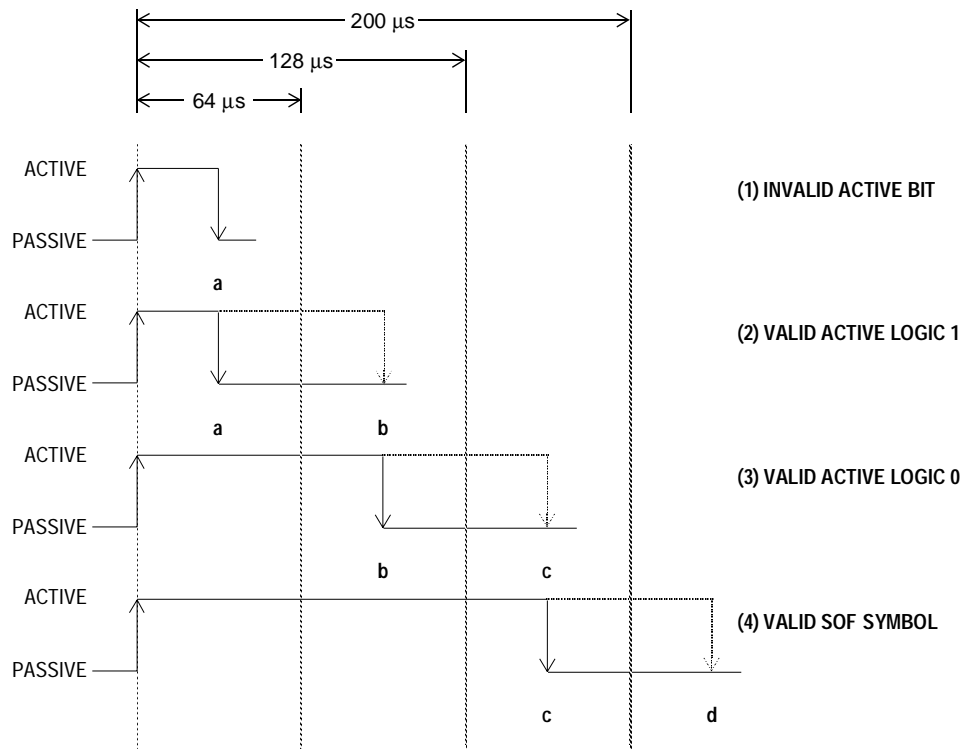 200 μs
128 μs
64 μs
ACTIVE
(1) INVALID ACTIVE BIT
PASSIVE
a
ACTIVE
(2) VALID ACTIVE LOGIC 1
PASSIVE
a b
ACTIVE
(3) VALID ACTIVE LOGIC 0
PASSIVE
b c
ACTIVE
(4) VALID SOF SYMBOL
PASSIVE
c d